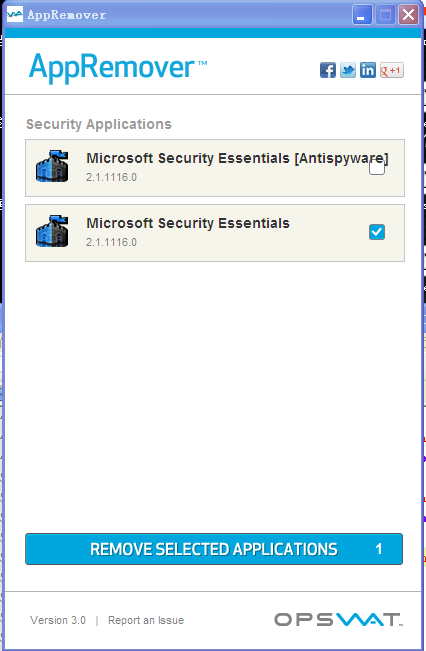 AppRemover
AppRemover™
g+1
Security Applications
Microsoft Security Essentials [Antispyware]
2.1.1116.0
Microsoft Security Essentials
2.1.1116.0
REMOVE SELECTED APPLICATIONS 1
Version 3.0 | Report an Issue
OPSWAT™